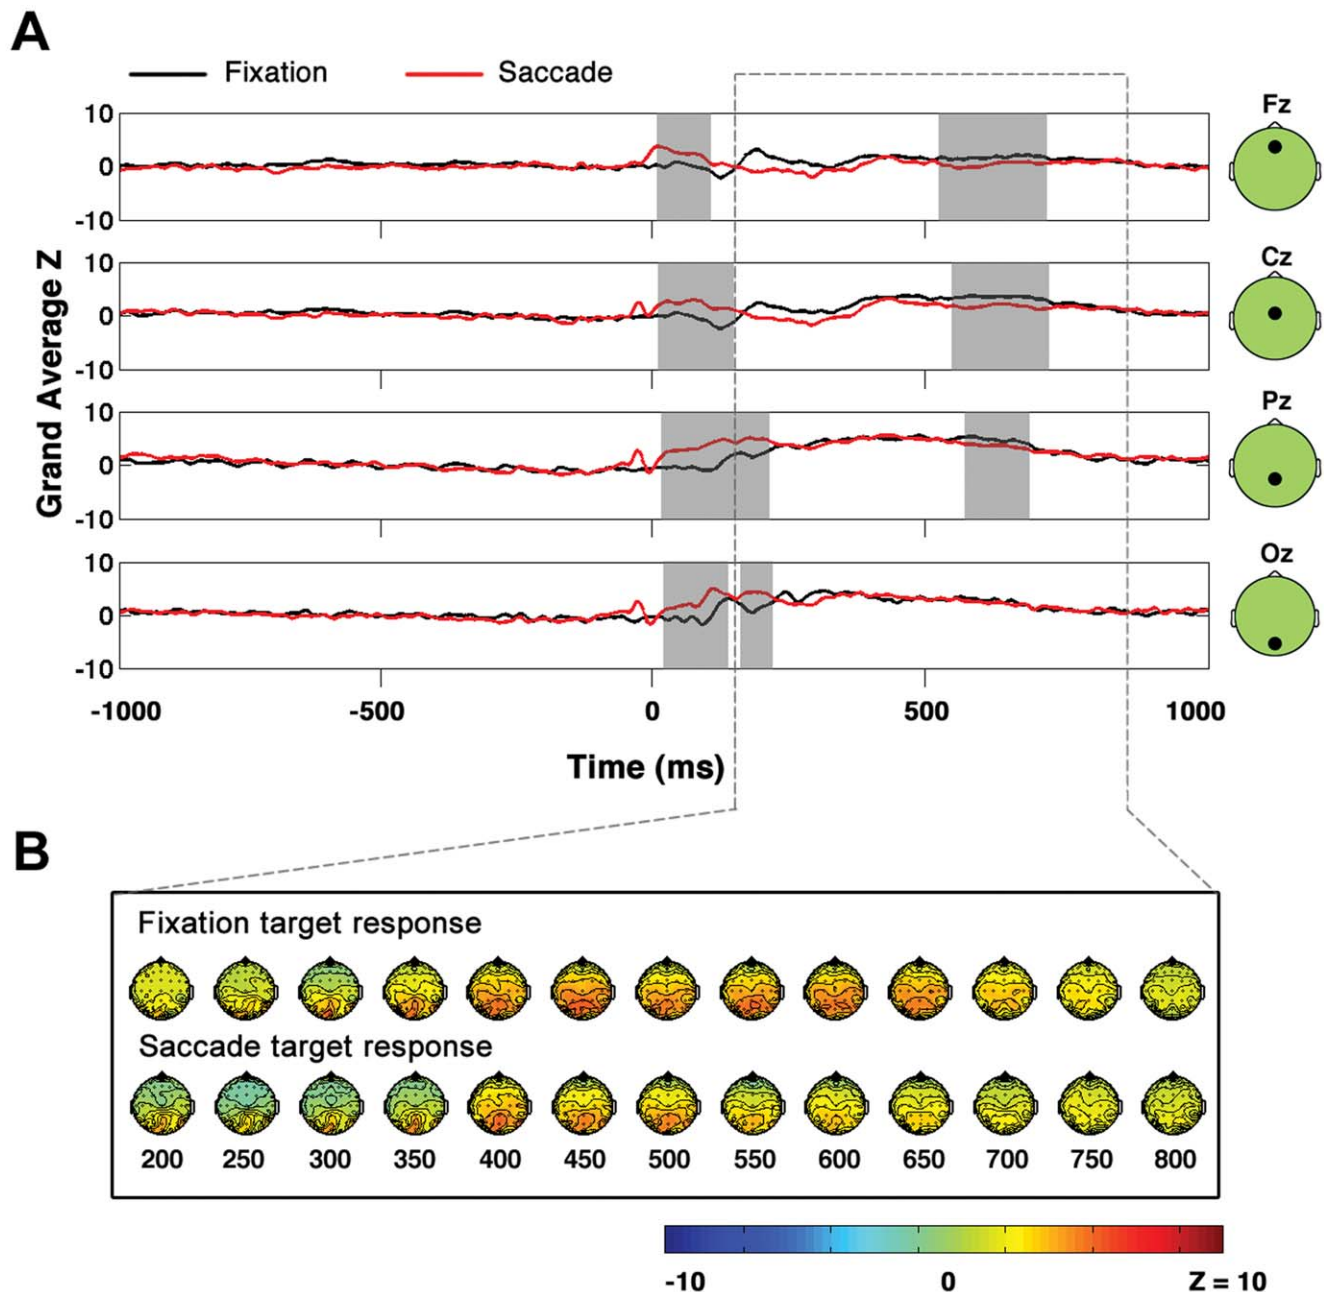 A
Fixation Saccade
Fz
10
0
-10
Cz
10
0
-10
Grand Average Z
Pz
10
0
-10
Oz
10
0
-10
-1000 -500 0 500 1000
Time (ms)
B
Fixation target response
Saccade target response
200 250 300 350 400 450 500 550 600 650 700 750 800
-10 0 Z = 10